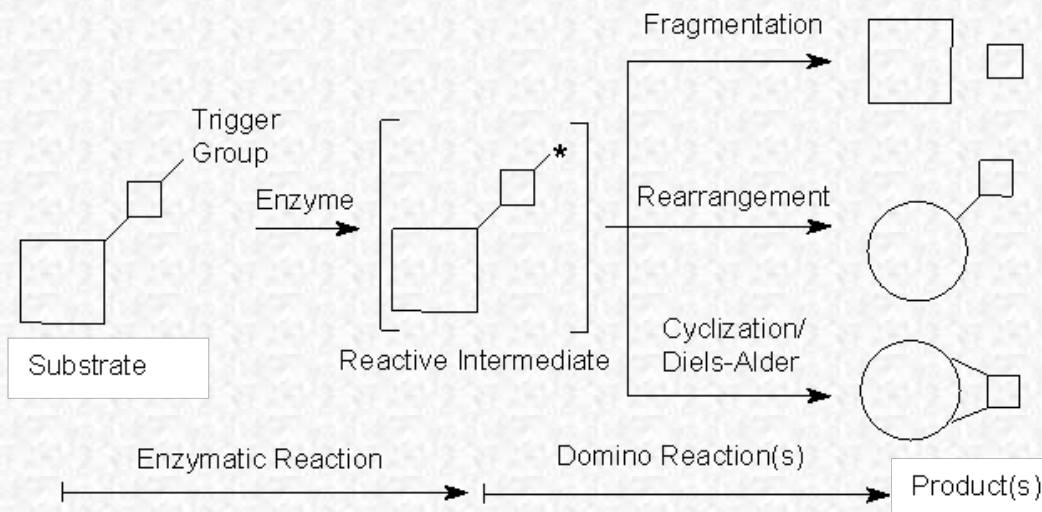 Fragmentation
Trigger
Group
Enzyme
*
Rearrangement
Substrate
Reactive Intermediate
Cyclization/
Diels-Alder
Enzymatic Reaction
Domino Reaction(s)
Product(s)